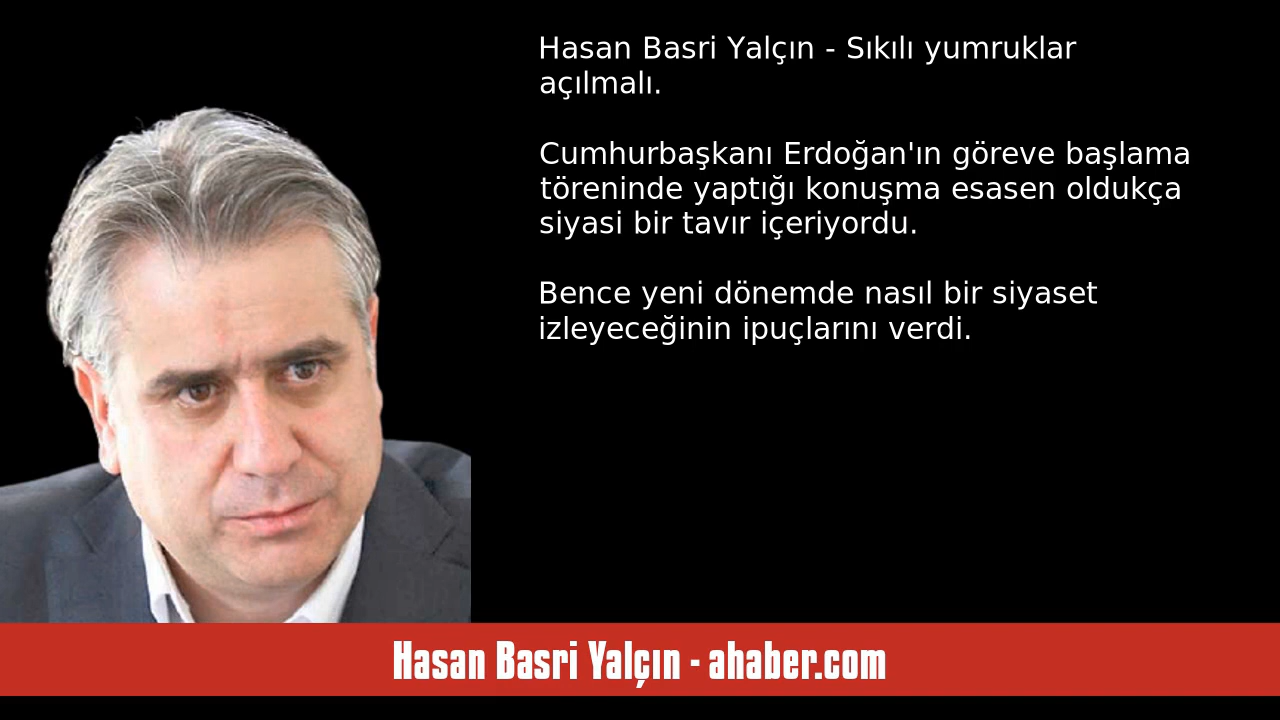 Hasan Basri Yalçın - Sıkılı yumruklar
açılmalı.
Cumhurbaşkanı Erdoğan'ın göreve başlama
töreninde yaptığı konuşma esasen oldukça
siyasi bir tavır içeriyordu.
Bence yeni dönemde nasıl bir siyaset
izleyeceğinin ipuçlarını verdi.
Hasan Basri Yalçın - ahaber.com